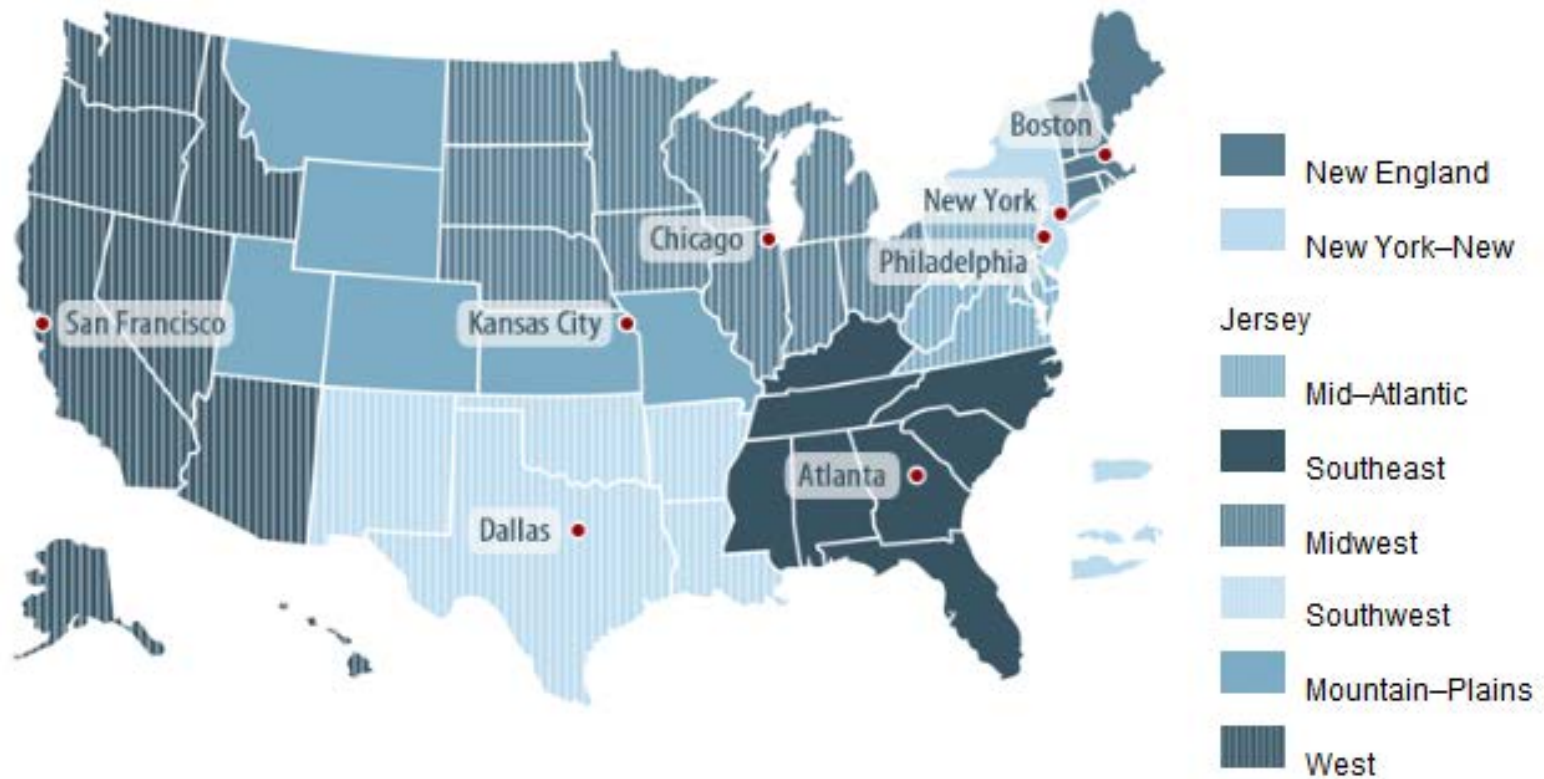 Boston
New York
Chicago
Philadelphia
San Francisco
Kansas City
Atlanta
Dallas
New England
New York–New
Jersey
Mid–Atlantic
Southeast
Midwest
Southwest
Mountain–Plains
West